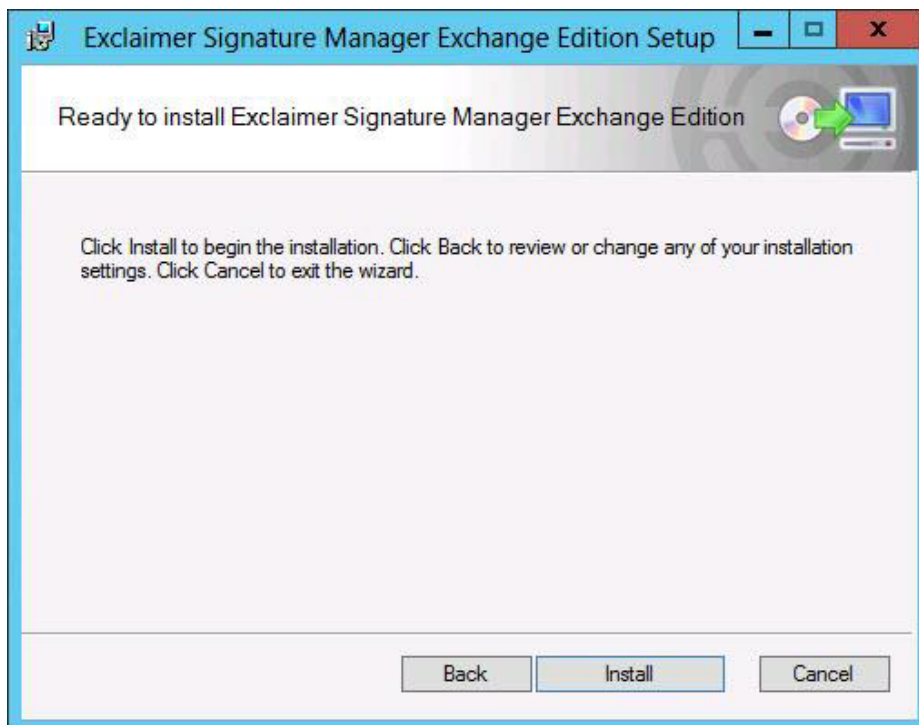 Exclaimer Signature Manager Exchange Edition Setup
Ready to install Exclaimer Signature Manager Exchange Edition
Click Install to begin the installation. Click Back to review or change any of your installation
settings. Click Cancel to exit the wizard.
Back Install Cancel